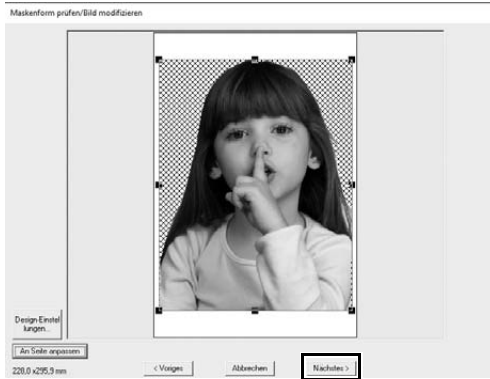 Maskenform prüfen/Bild modifizieren
Design-Einstel
lungen...
An Seite anpassen
228,0 x295,9 mm
< Voriges
Abbrechen
Nächstes >